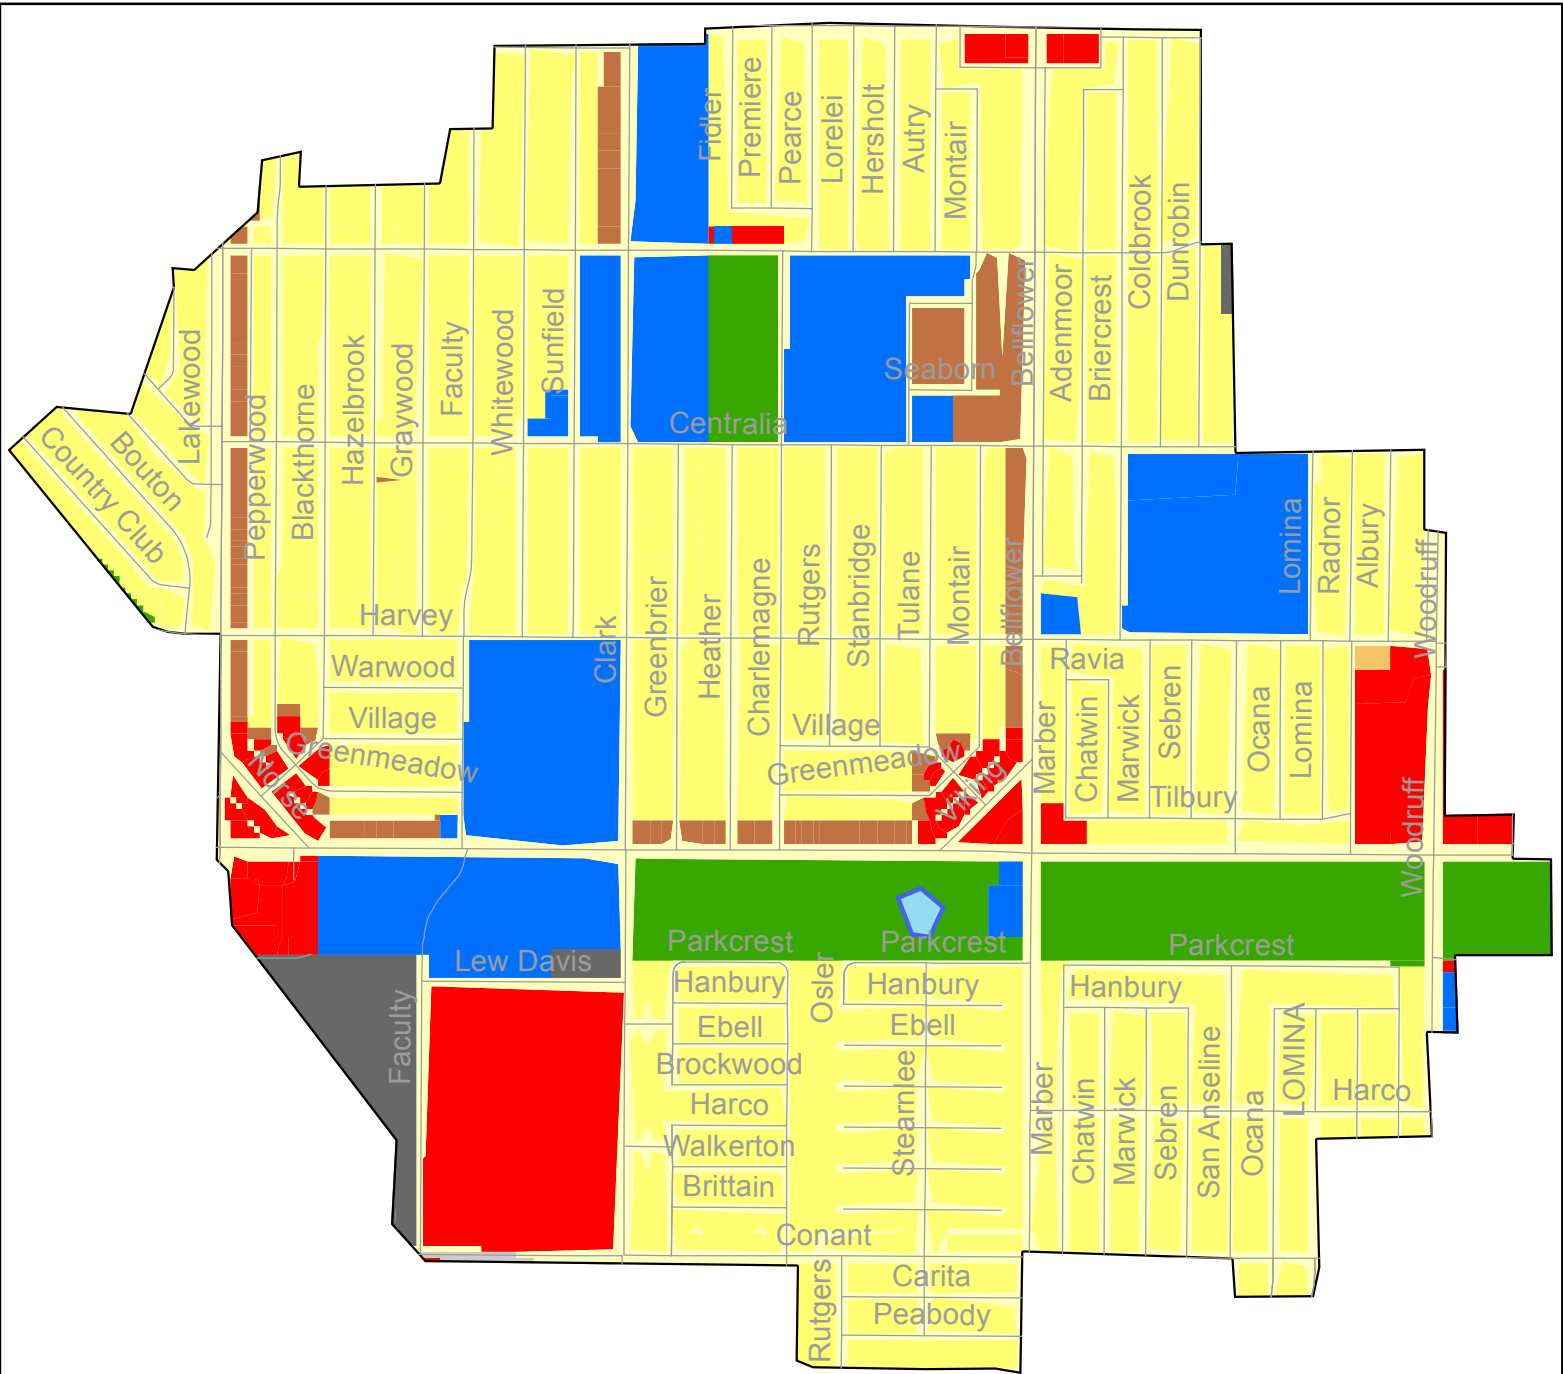 Fidler
Premiere
Pearce
Lorelei
Hersholt
Autry
Montair
Coldbrook
Dunrobin
Lakewood
Pepperwood
Blackthorne
Hazelbrook
Graywood
Faculty
Whitewood
Sunfield
Centralia
Seaborn
Bellflower
Adenmoor
Briercrest
Country Club
Bouton
Harvey
Clark
Greenbrier
Heather
Charlemagne
Rutgers
Stanbridge
Tulane
Montair
Bellflower
Bellflower
Lomina
Radnor
Albury
Woodruff
Woodruff
Warwood
Village
Greenmeadow
Norse
Village
Greenmeadow
Viking
Marber
Ravia
Chatwin
Marwick
Sebren
Ocana
Lomina
Tilbury
Woodruff
Lew Davis
Faculty
Parkcrest
Parkcrest
Parkcrest
Hanbury
Osler
Hanbury
Hanbury
Ebell
Ebell
Brockwood
Harco
Walkerton
Brittain
Stearnlee
Conant
Marber
Chatwin
Marwick
Sebren
San Anseline
Ocana
LOMINA
Harco
Rutgers
Carita
Peabody